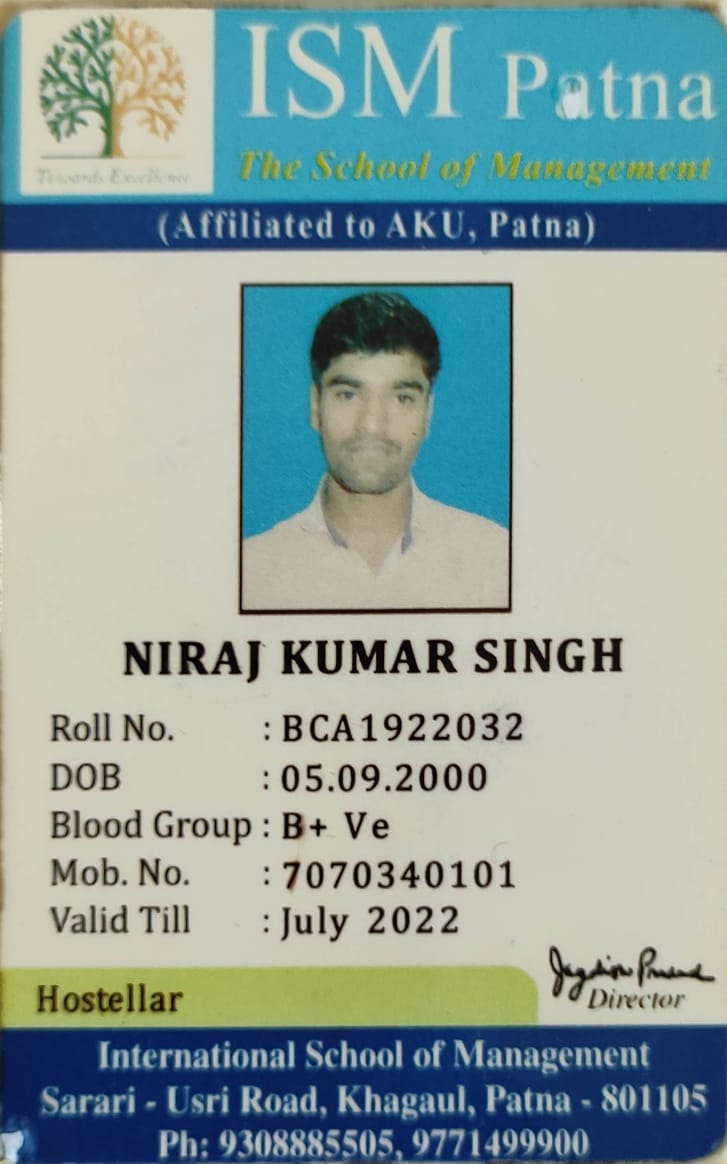 ISM Patna
Towards Excellence
The School of Management
(Affiliated to AKU, Patna)
NIRAJ KUMAR SINGH
Roll No. : BCA1922032
DOB : 05.09.2000
Blood Group : B+ Ve
Mob. No. : 7070340101
Valid Till : July 2022
Hostellar
Director
International School of Management
Sarari - Usri Road, Khagaul, Patna - 801105
Ph: 9308885505, 9771499900